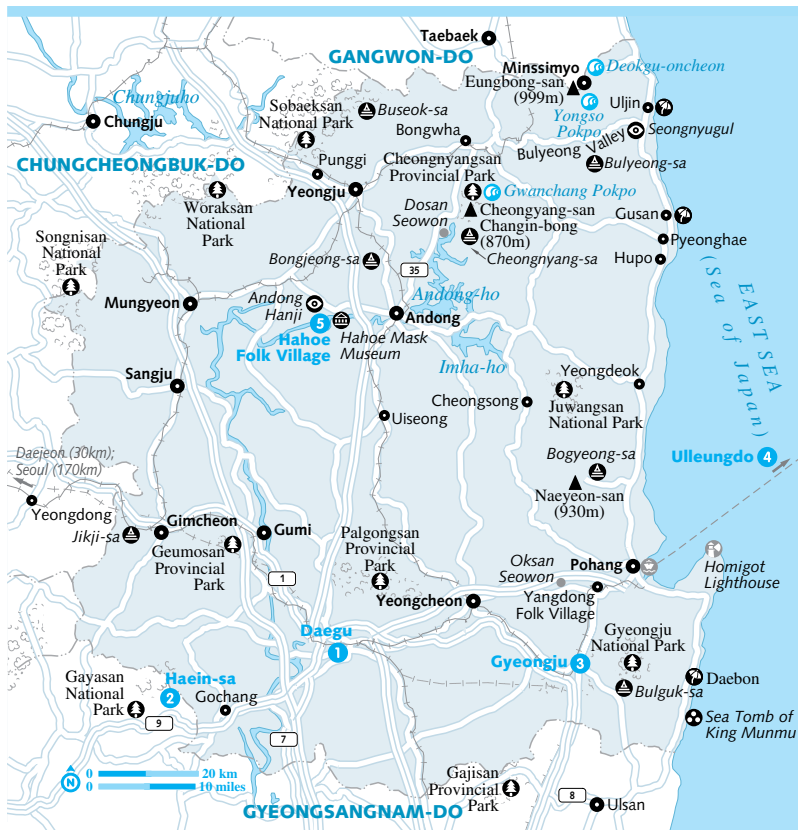 Taebaek
GANGWON-DO
Minssimyo
Deokgu-oncheon
Eungbong-san
(999m)
Chungjuho
Sobaeksan
National Park
Buseok-sa
Yongso
Pokpo
Uljin
Chungju
Bongwha
Bulyeong Valley
Seongnyugul
CHUNGCHEONGBUK-DO
Punggi
Cheongnyangsan
Provincial Park
Bulyeong-sa
Yeongju
Gwanchang Pokpo
Woraksan
National
Park
Dosan
Seowon
Cheongyang-san
Changin-bong
(870m)
Gusan
Songnisan
National
Park
Pyeonghae
Bongjeong-sa
Cheongnyang-sa
Hupo
35
EAST SEA
(Sea of Japan)
Mungyeon
Andong
Hanji
Andong-ho
5
Andong
Hahoe
Folk Village
Hahoe Mask
Museum
Imha-ho
Sangju
Yeongdeok
Cheongsong
Juwangsan
National Park
Uiseong
Daejeon (30km);
Seoul (170km)
Bogyeong-sa
Ulleungdo 4
Naeyeon-san
(930m)
Yeongdong
Gimcheon
Gumi
Jikji-sa
Geumosan
Provincial
Park
Palgongsan
Provincial
Park
Oksan
Seowon
Pohang
Homigot
Lighthouse
1
Yeongcheon
Yangdong
Folk Village
Daegu
1
Gyeongju
National Park
Gyeongju 3
Gayasan
National
Park
Haein-sa
2
Gochang
Daebon
Bulguk-sa
9
Sea Tomb of
King Munmu
7
N
0 20 km
0 10 miles
Gajisan
Provincial
Park
8
Ulsan
GYEONGSANGNAM-DO